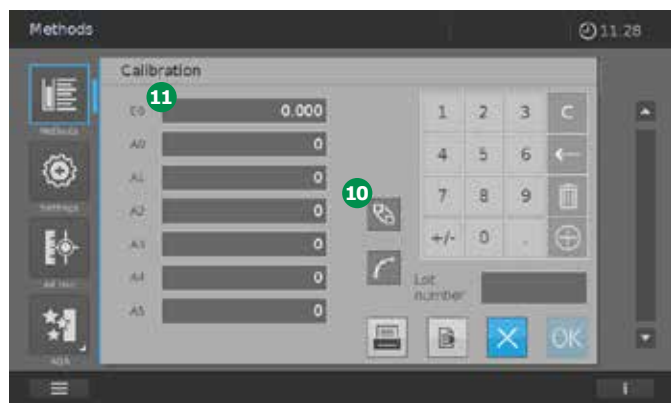 Methods
11:28
Calibration
11
E0 0.000
A0 0
A1 0
A2 0
A3 0
A4 0
A5 0
10
1 2 3 C
4 5 6 ←
7 8 9
+/- 0 .
Lot
number
OK
Methods
Settings
AQA
i